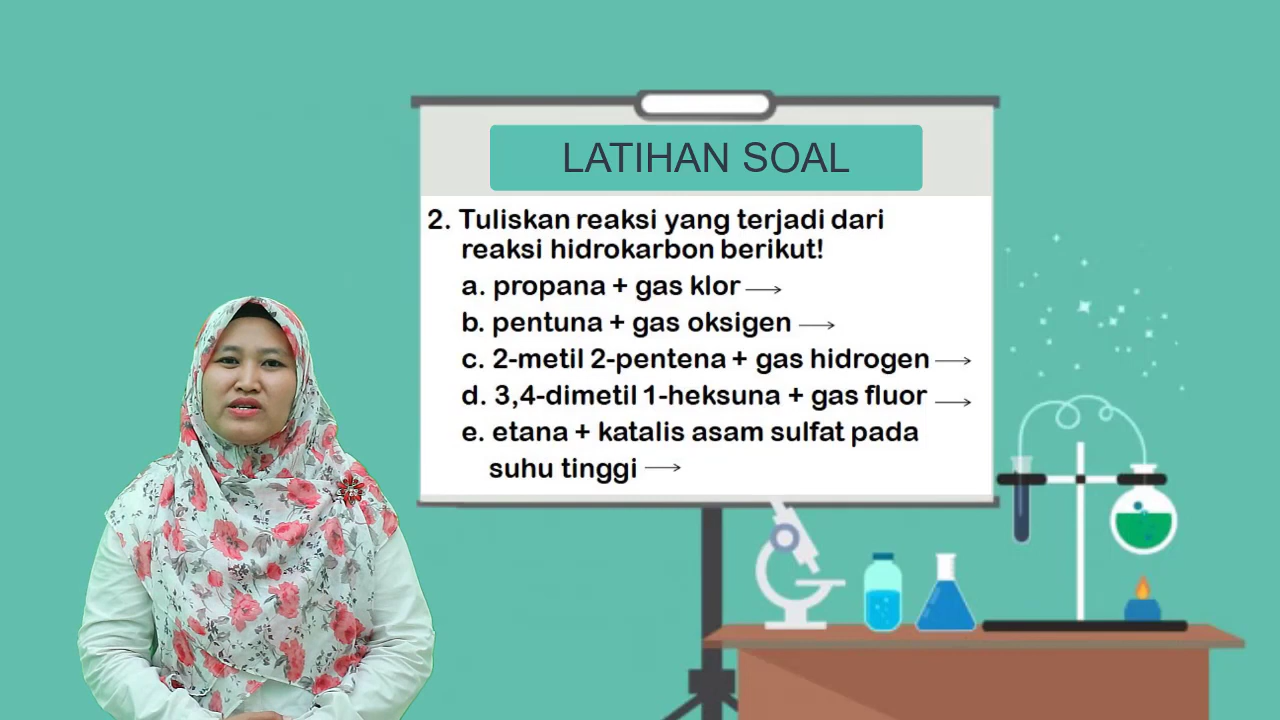 LATIHAN SOAL
2. Tuliskan reaksi yang terjadi dari
reaksi hidrokarbon berikut!
a. propana + gas klor →
b. pentuna + gas oksigen →
c. 2-metil 2-pentena + gas hidrogen →
d. 3,4-dimetil 1-heksuna + gas fluor →
e. etana + katalis asam sulfat pada
suhu tinggi →